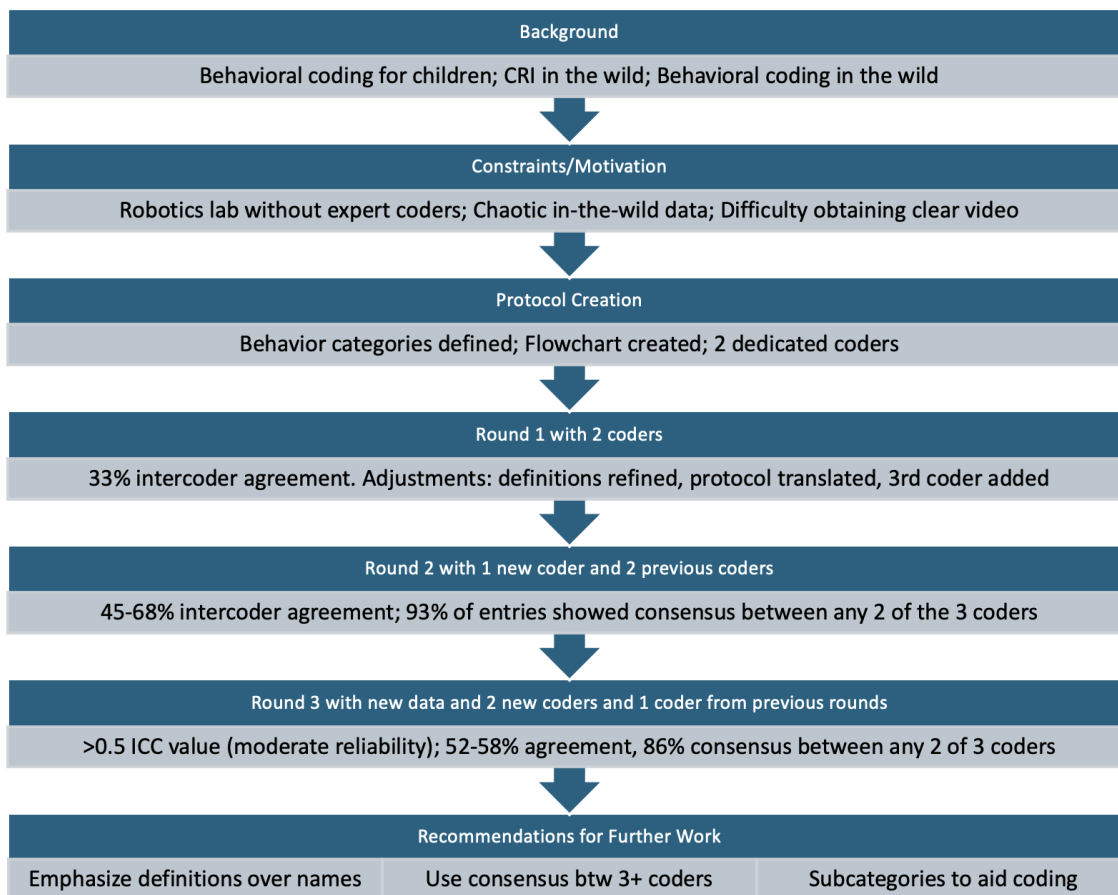 Background
Behavioral coding for children; CRI in the wild; Behavioral coding in the wild
Constraints/Motivation
Robotics lab without expert coders; Chaotic in-the-wild data; Difficulty obtaining clear video
Protocol Creation
Behavior categories defined; Flowchart created; 2 dedicated coders
Round 1 with 2 coders
33% intercoder agreement. Adjustments: definitions refined, protocol translated, 3rd coder added
Round 2 with 1 new coder and 2 previous coders
45-68% intercoder agreement; 93% of entries showed consensus between any 2 of the 3 coders
Round 3 with new data and 2 new coders and 1 coder from previous rounds
>0.5 ICC value (moderate reliability); 52-58% agreement, 86% consensus between any 2 of 3 coders
Recommendations for Further Work
Emphasize definitions over names
Use consensus btw 3+ coders
Subcategories to aid coding